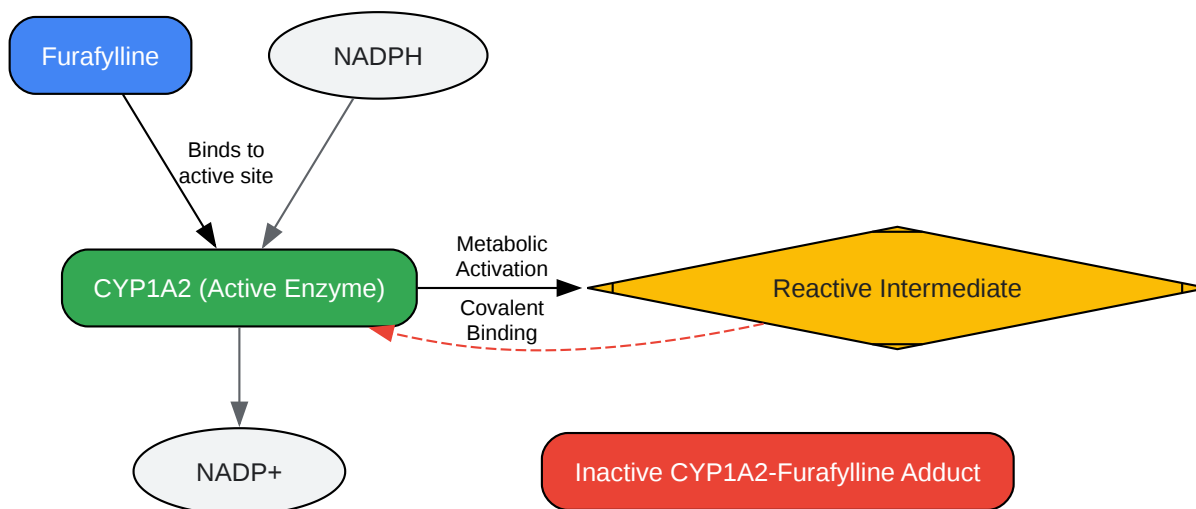 Furafylline
NADPH
Binds to
active site
CYP1A2 (Active Enzyme)
Metabolic
Activation
Covalent
Binding
Reactive Intermediate
NADP+
Inactive CYP1A2-Furafylline Adduct